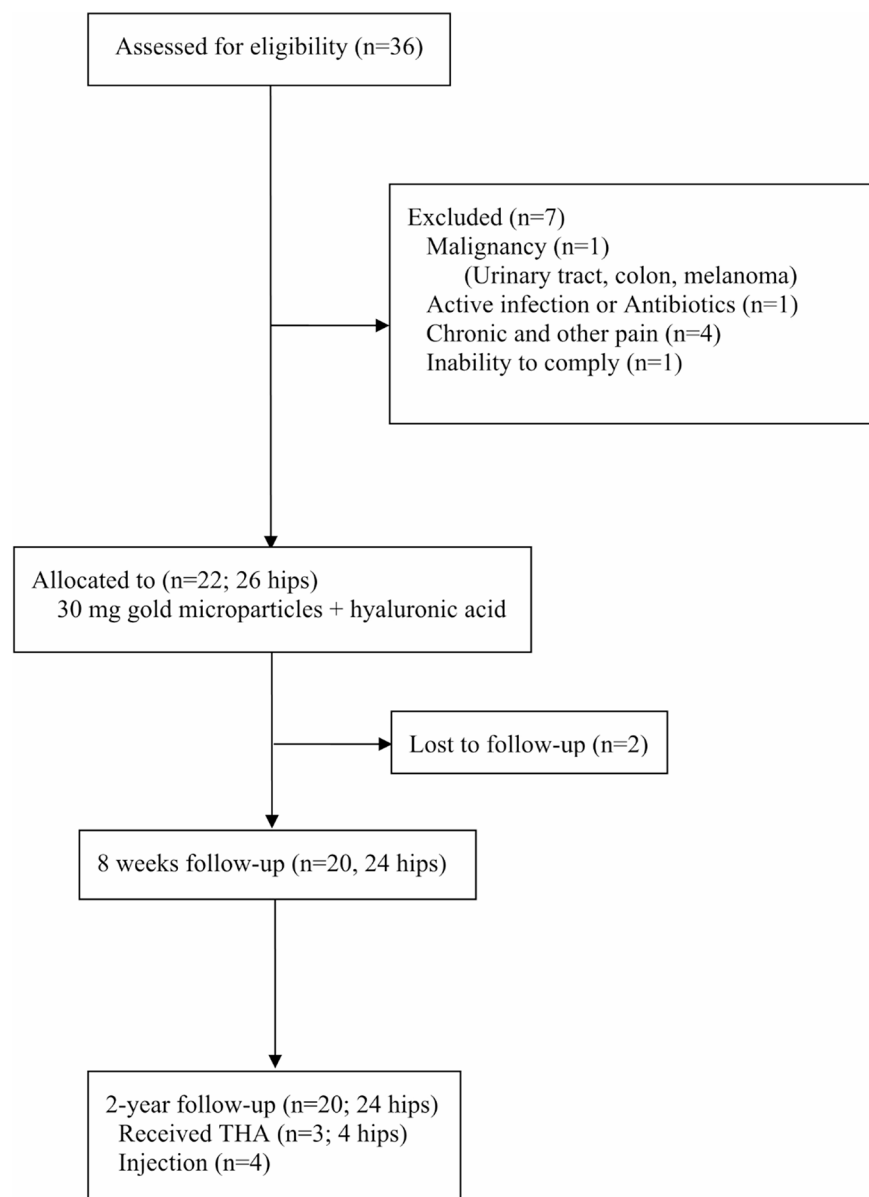 Assessed for eligibility (n=36)
Excluded (n=7)
Malignancy (n=1)
(Urinary tract, colon, melanoma)
Active infection or Antibiotics (n=1)
Chronic and other pain (n=4)
Inability to comply (n=1)
Allocated to (n=22; 26 hips)
30 mg gold microparticles + hyaluronic acid
Lost to follow-up (n=2)
8 weeks follow-up (n=20, 24 hips)
2-year follow-up (n=20; 24 hips)
Received THA (n=3; 4 hips)
Injection (n=4)